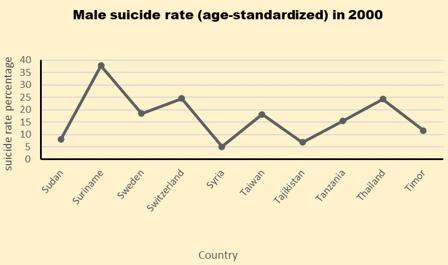 Male suicide rate (age-standardized) in 2000
suicide rate percentage
40
35
30
25
20
15
10
5
0
Sudan
Suriname
Sweden
Switzerland
Syria
Taiwan
Tajikistan
Tanzania
Thailand
Timor
Country